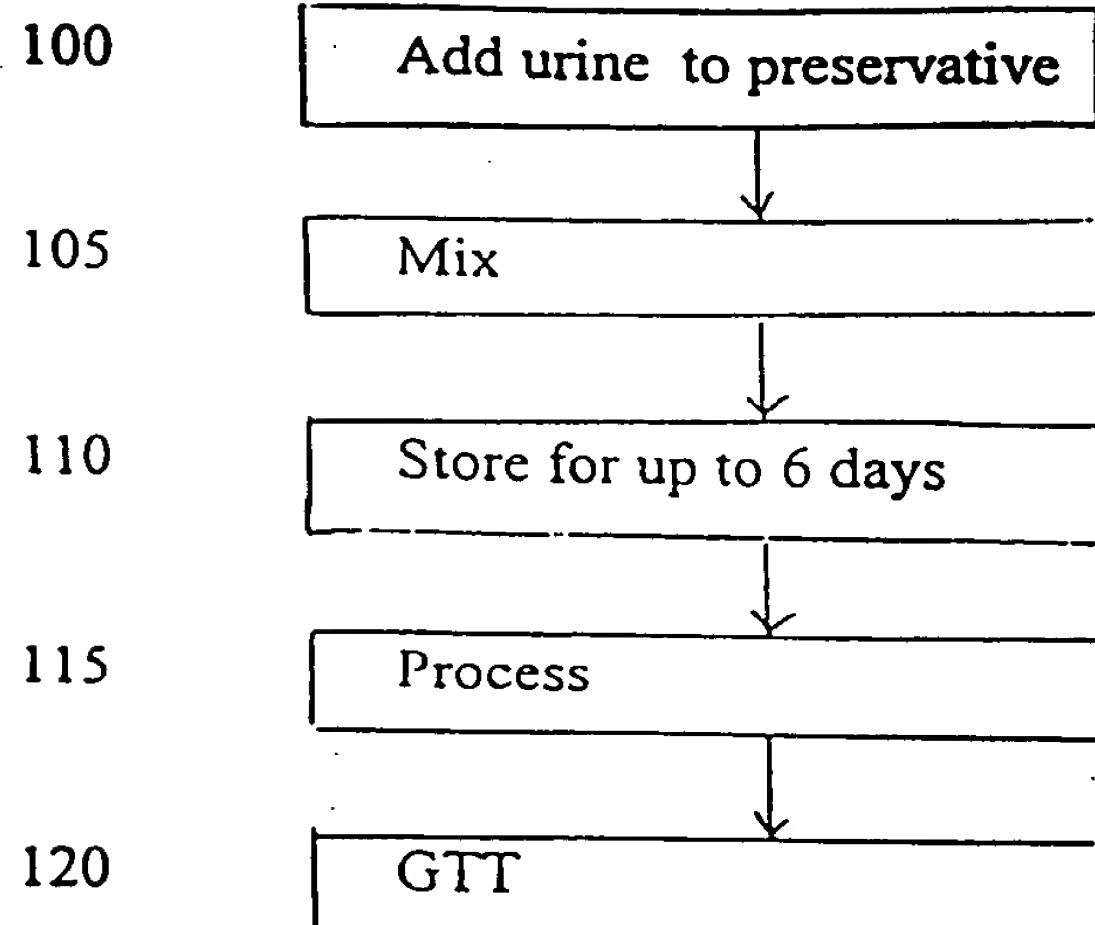 100 Add urine to preservative
105 Mix
110 Store for up to 6 days
115 Process
120 GTT